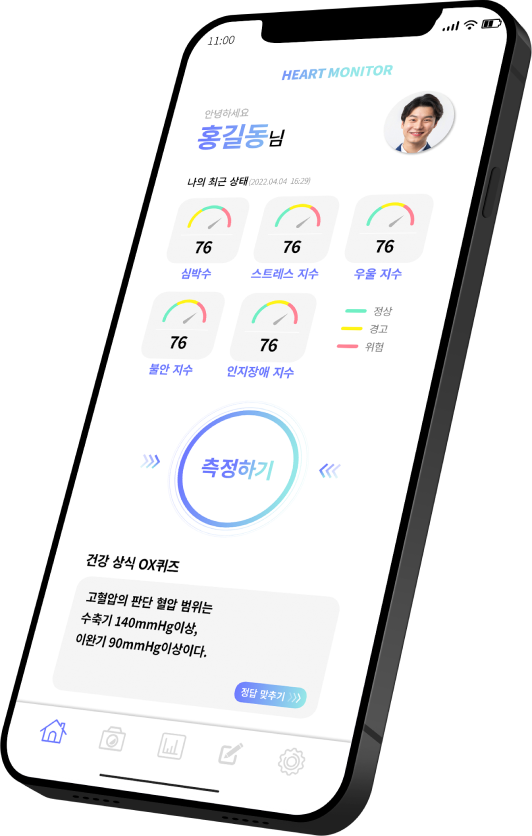 11:00
HEART MONITOR
안녕하세요
홍길동님
나의 최근 상태 (2022.04.04 16:29)
76 76 76
심박수 스트레스 지수 우울 지수
정상
경고
위험
76 76
불안 지수 인지장애 지수
측정하기
건강 상식 OX퀴즈
고혈압의 판단 혈압 범위는
수축기 140mmHg이상,
이완기 90mmHg이상이다.
정답 맞추기